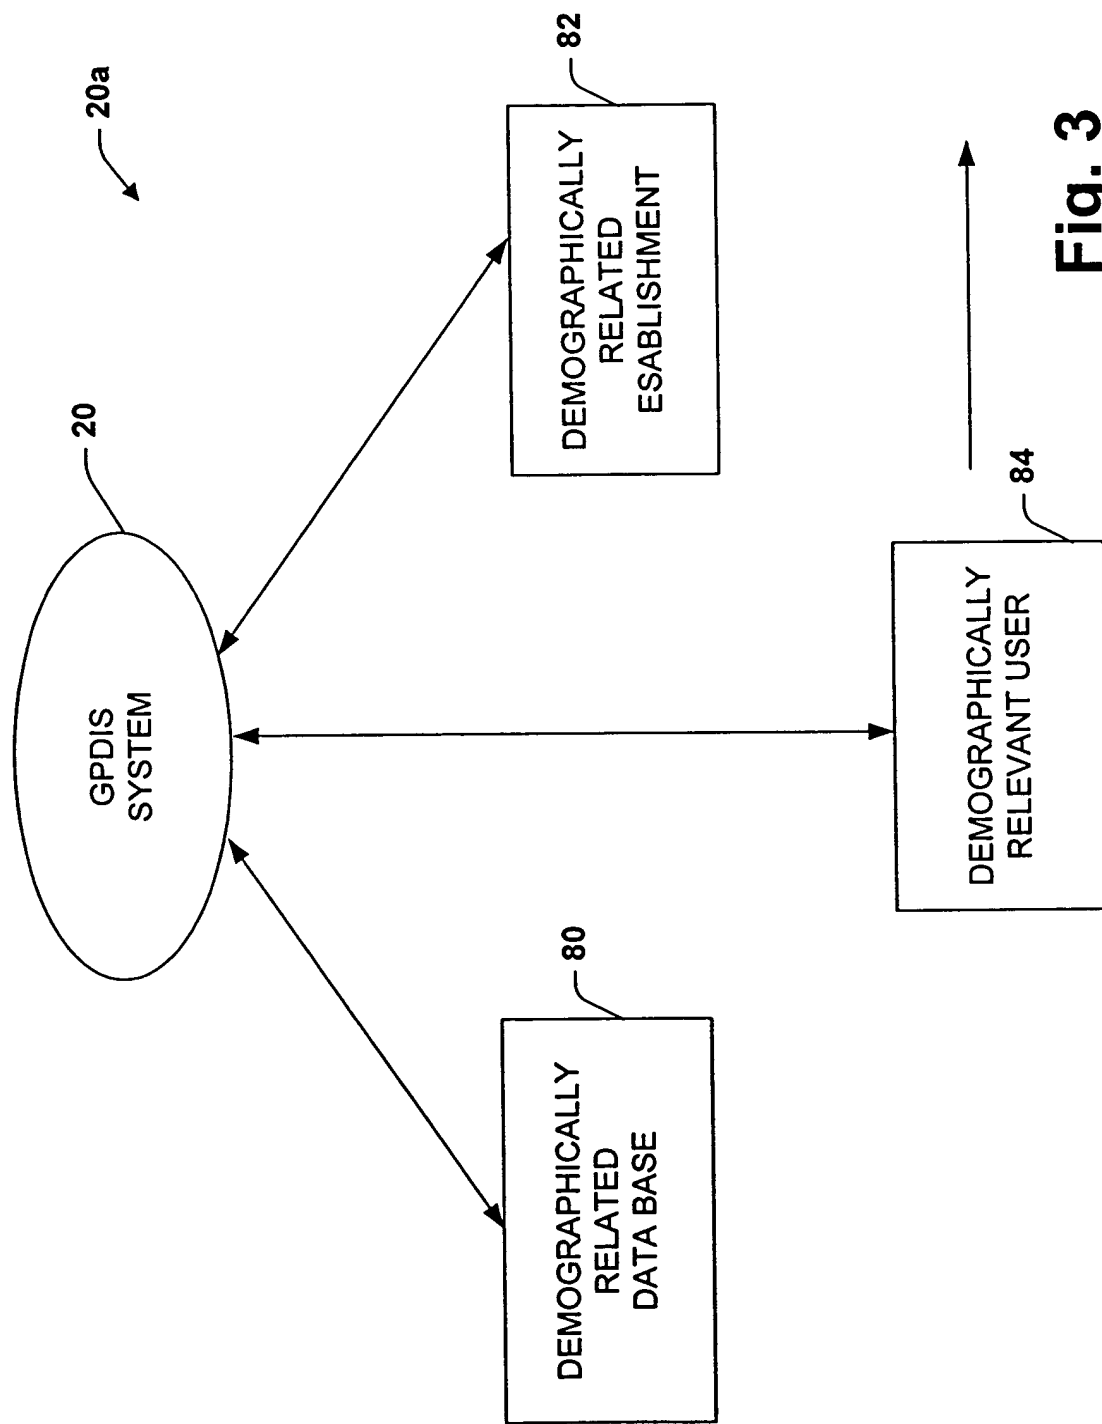 20a
20
GPDIS
SYSTEM
80
DEMOGRAPHICALLY
RELATED
DATA BASE
82
DEMOGRAPHICALLY
RELATED
ESABLISHMENT
84
DEMOGRAPHICALLY
RELEVANT USER
Fig. 3